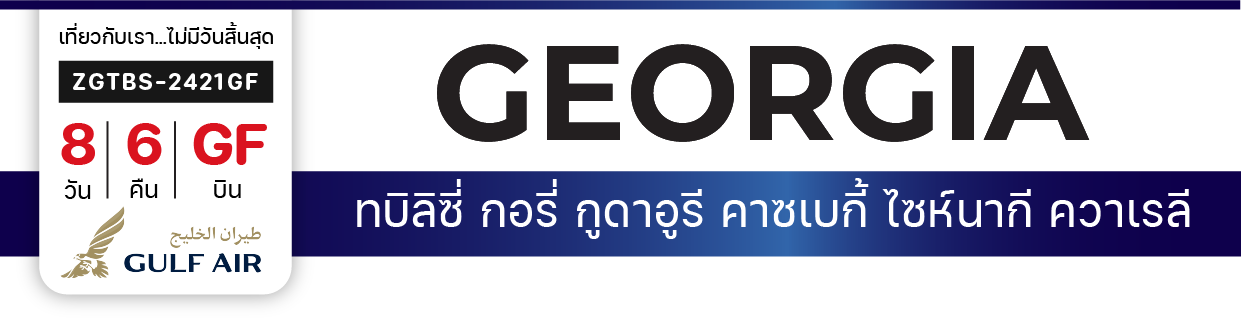 เที่ยวกับเรา...ไม่มีวันสิ้นสุด
ZGTBS-2421GF
8 6 GF
วัน คืน บิน
طيران الخليج
GULF AIR
GEORGIA
ทบิลิซี่ กอรี่ กูดาอูรี คาซเบกี้ ไซห์นากี ควาเรลี